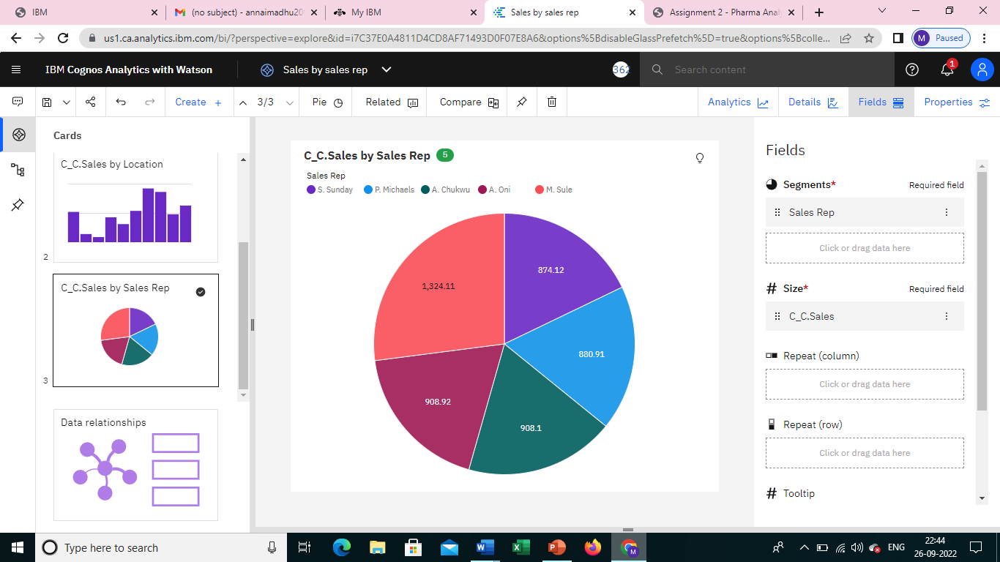 IBM
(no subject) - annaimadhu20
My IBM
Sales by sales rep
Assignment 2 - Pharma Anal
us1.ca.analytics.ibm.com/bi/?perspective=explore&id=i7C37E0A4811D4CD8AF71493D0F07E8A6&options%5BdisableGlassPrefetch%5D=true&options%5Bcolle...
M Paused
IBM Cognos Analytics with Watson
Sales by sales rep
362
Search content
1
Create +
3/3
Pie
Related
Compare
Analytics
Details
Fields
Properties
Cards
C_C.Sales by Location
2
C_C.Sales by Sales Rep
3
Data relationships
C_C.Sales by Sales Rep 5
Sales Rep
S. Sunday P. Michaels A. Chukwu A. Oni M. Sule
874.12
1,324.11
880.91
908.92
908.1
Fields
Segments* Required field
Sales Rep
Click or drag data here
# Size* Required field
C_C.Sales
Repeat (column)
Click or drag data here
Repeat (row)
Click or drag data here
# Tooltip
Type here to search
ENG
22:44
26-09-2022